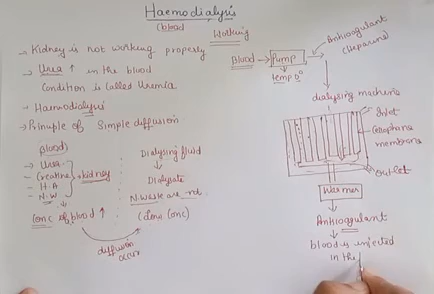 Haemodialysis
(blood)
→ Kidney is not working properly
→ Urea ↑ in the blood
condition is called Uremia
→ Haemodialysis
→ Principle of Simple diffusion
Blood
- Urea
- Creatine
- H.A
- N.W
kidney
Conc of blood ↑
diffusion occur
Dialysing fluid
Dialysate
N.Waste are not
(Low conc)
Working
Blood → Pump →
temp 0°
Anticoagulant
(Heparin)
dialysing machine
Inlet
Cellophane
membrane
Outlet
Warmer
Antiioagulant
blood is injected
in the